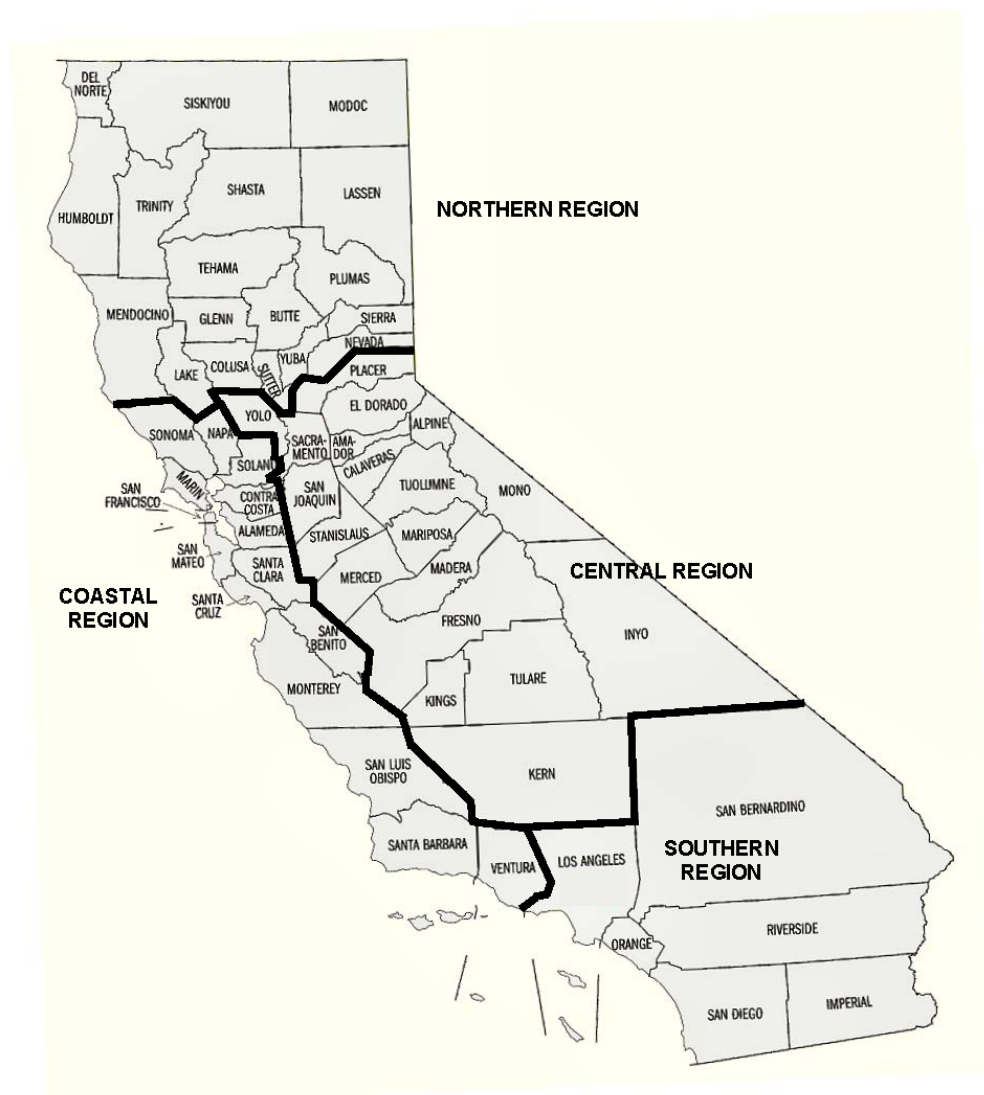 DEL
NORTE
SISKIYOU
MODOC
HUMBOLDT
TRINITY
SHASTA
LASSEN
NORTHERN REGION
TEHAMA
PLUMAS
MENDOCINO
GLENN
BUTTE
SIERRA
NEVADA
LAKE
COLUSA
SUTTER
YUBA
PLACER
EL DORADO
SONOMA
NAPA
YOLO
SACRA-
MENTO
AMA-
DOR
ALPINE
CALAVERAS
SOLANO
MARIN
SAN
FRANCISCO
CONTRA
COSTA
SAN
JOAQUIN
TUOLUMNE
MONO
ALAMEDA
STANISLAUS
MARIPOSA
SAN
MATEO
SANTA
CLARA
MERCED
MADERA
CENTRAL REGION
COASTAL
REGION
SANTA
CRUZ
SAN
BENITO
FRESNO
INYO
MONTEREY
KINGS
TULARE
SAN LUIS
OBISPO
KERN
SAN BERNARDINO
SANTA BARBARA
VENTURA
LOS ANGELES
SOUTHERN
REGION
ORANGE
RIVERSIDE
SAN DIEGO
IMPERIAL